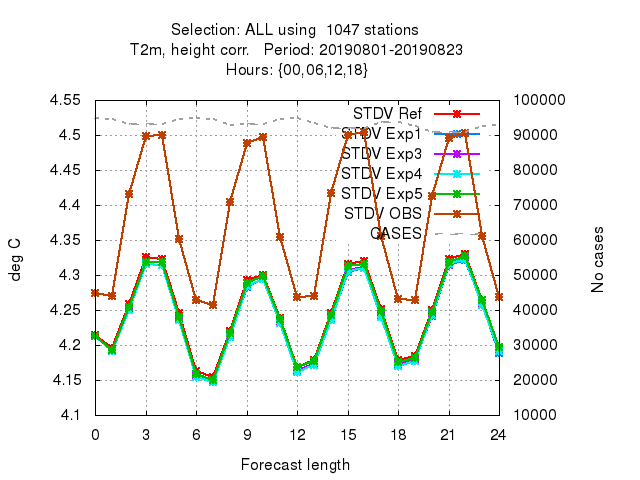 Selection: ALL using  1047 stations
T2m, height corr.   Period: 20190801-20190823
Hours: {00,06,12,18}
4.55
4.5
4.45
4.4
4.35
4.3
4.25
4.2
4.15
4.1
deg C
STDV Ref
STDV Exp1
STDV Exp3
STDV Exp4
STDV Exp5
STDV OBS
CASES
100000
90000
80000
70000
60000
50000
40000
30000
20000
10000
No cases
0 3 6 9 12 15 18 21 24
Forecast length